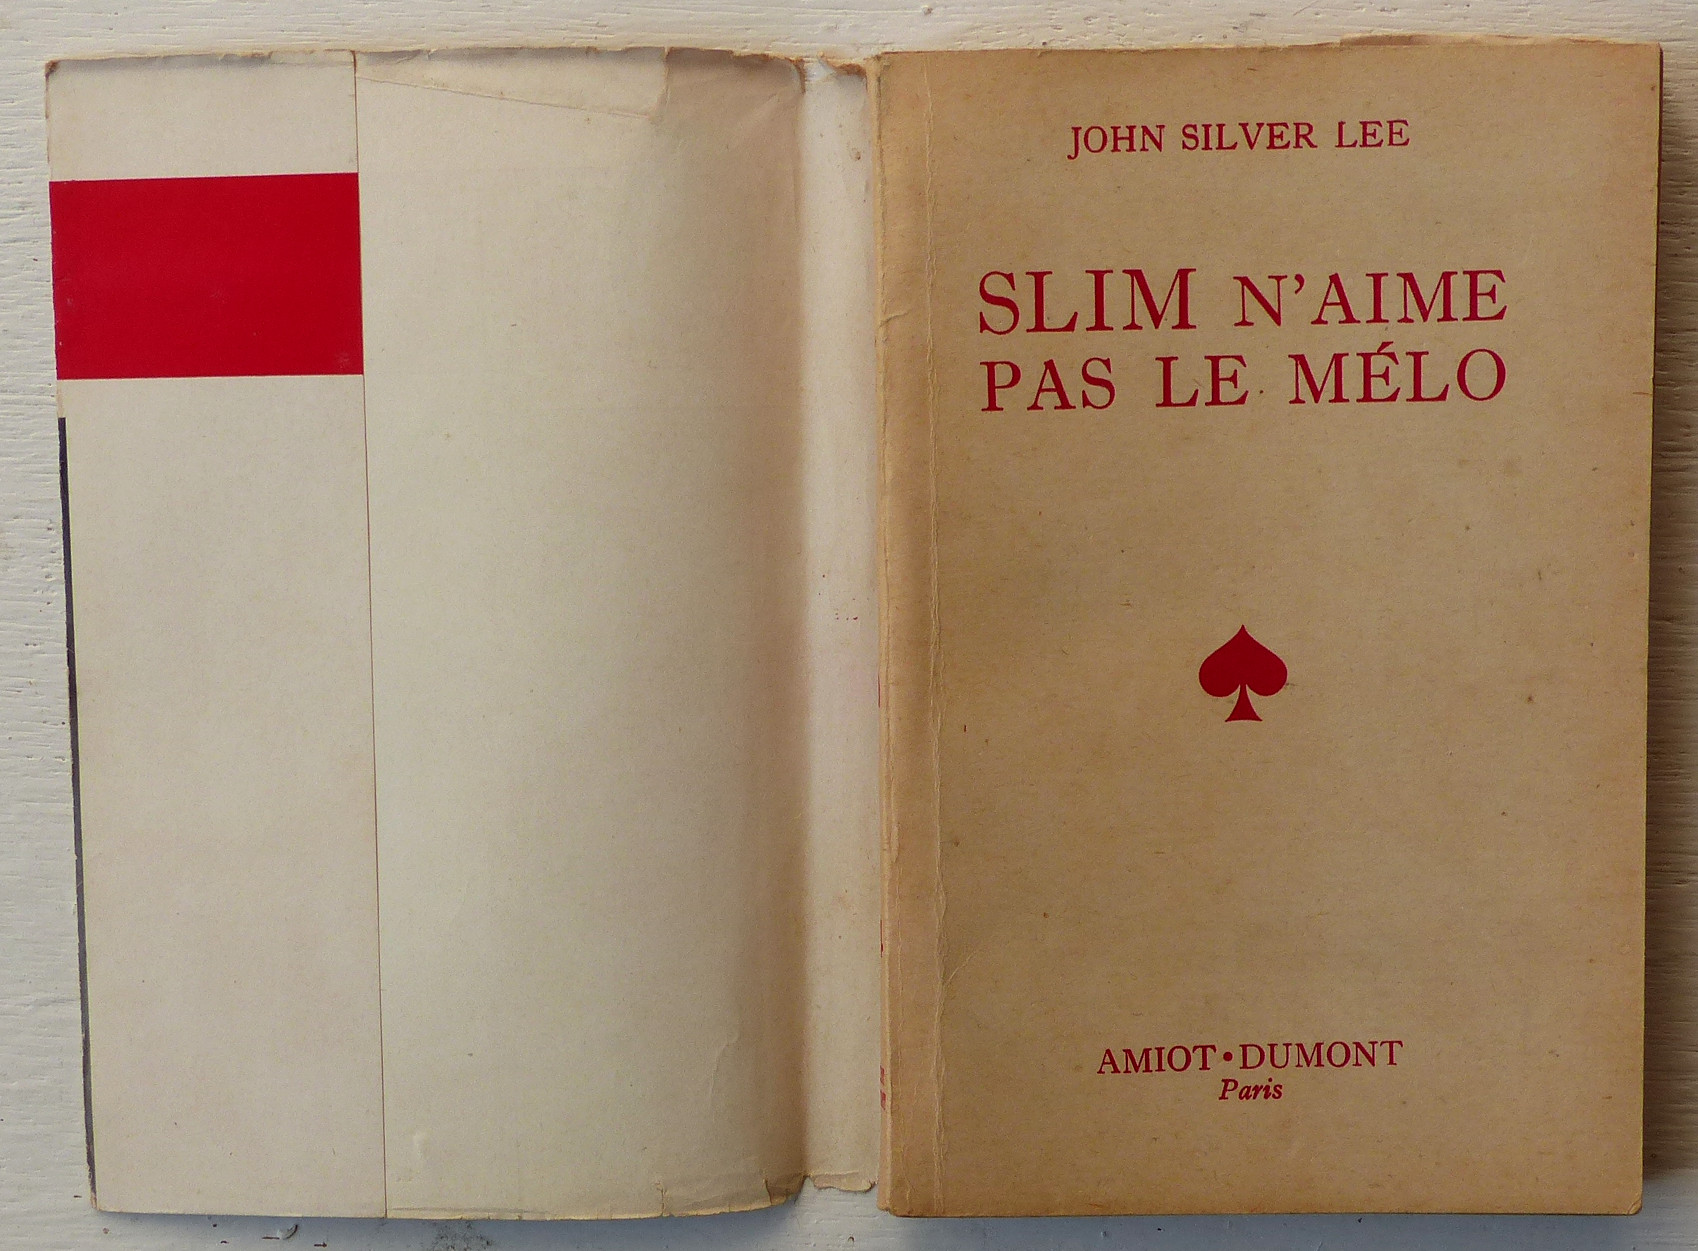 JOHN SILVER LEE
SLIM N'AIME
PAS LE MÉLO
AMIOT•DUMONT
Paris